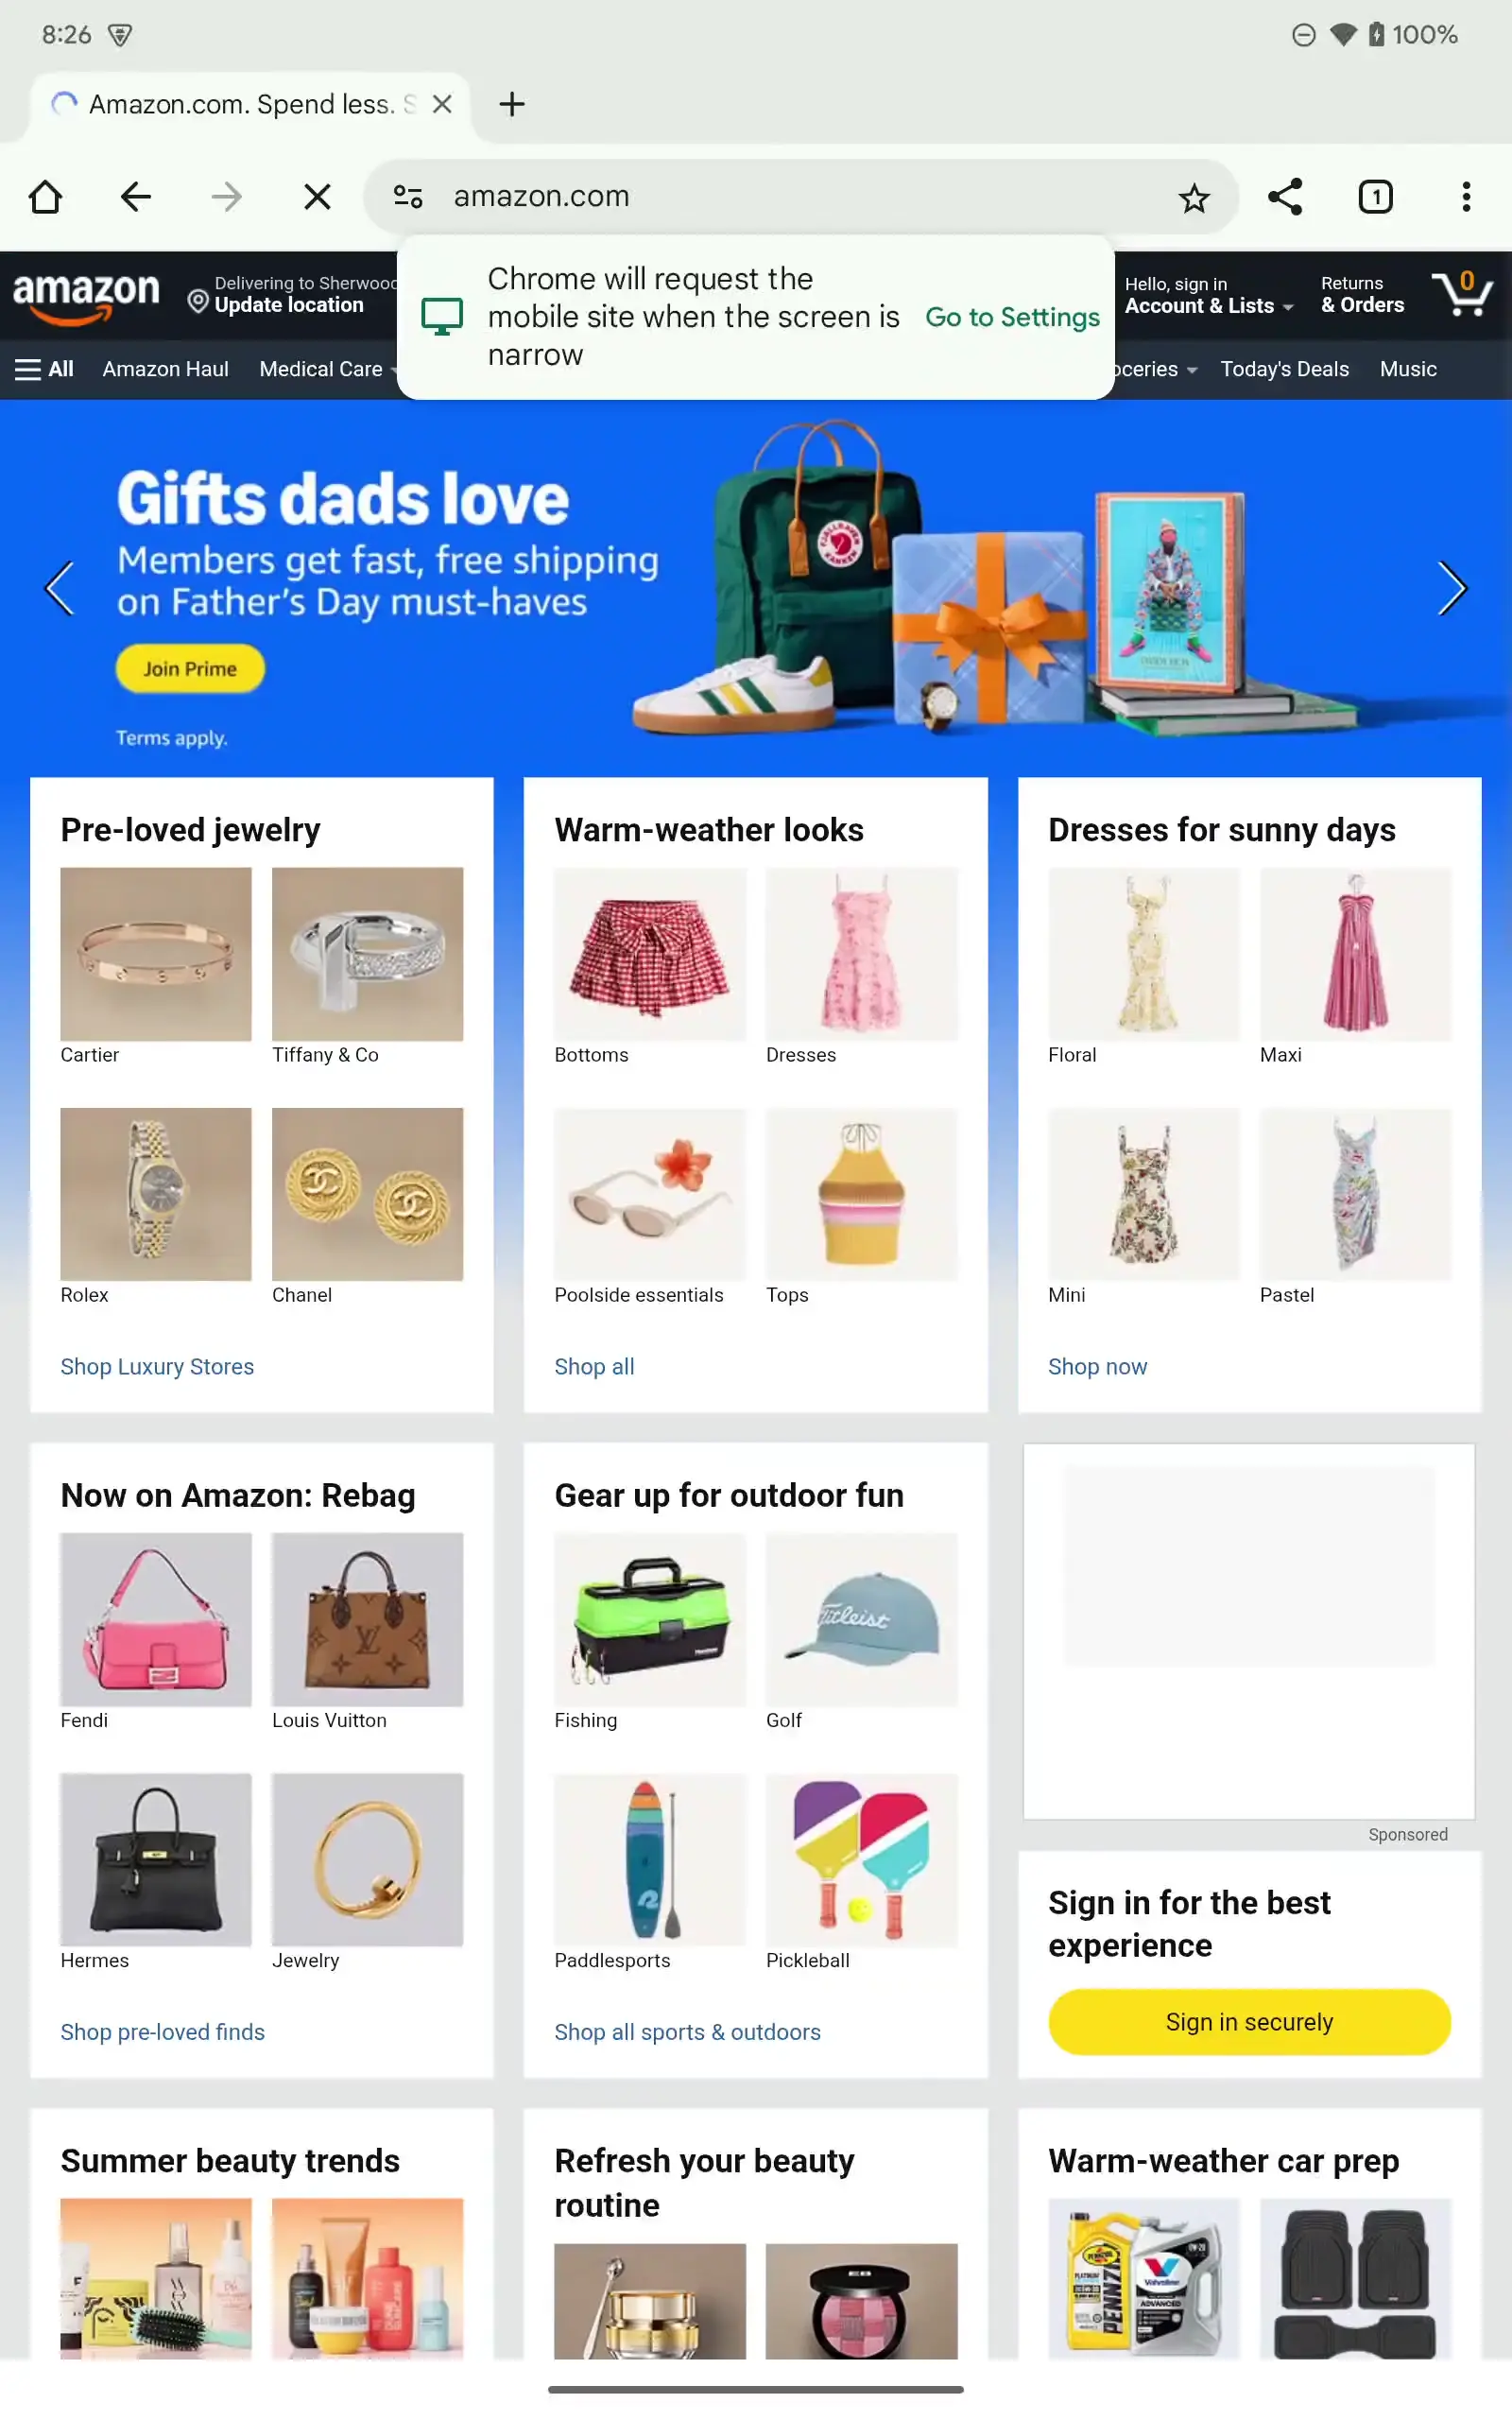 8:26
100%
Amazon.com. Spend less. S
amazon.com
1
Chrome will request the
mobile site when the screen is
narrow
Go to Settings
amazon
Delivering to Sherwood
Update location
Hello, sign in
Account & Lists
Returns
& Orders
0
All
Amazon Haul
Medical Care
oceries
Today's Deals
Music
Gifts dads love
Members get fast, free shipping
on Father's Day must-haves
Join Prime
Terms apply.
Pre-loved jewelry
Cartier
Tiffany & Co
Rolex
Chanel
Shop Luxury Stores
Warm-weather looks
Bottoms
Dresses
Poolside essentials
Tops
Shop all
Dresses for sunny days
Floral
Maxi
Mini
Pastel
Shop now
Now on Amazon: Rebag
Fendi
Louis Vuitton
Hermes
Jewelry
Shop pre-loved finds
Gear up for outdoor fun
Titleist
Fishing
Golf
Paddlesports
Pickleball
Shop all sports & outdoors
Sponsored
Sign in for the best
experience
Sign in securely
Summer beauty trends
Refresh your beauty
routine
Warm-weather car prep
PENNZOIL
Valvoline
ADVANCED